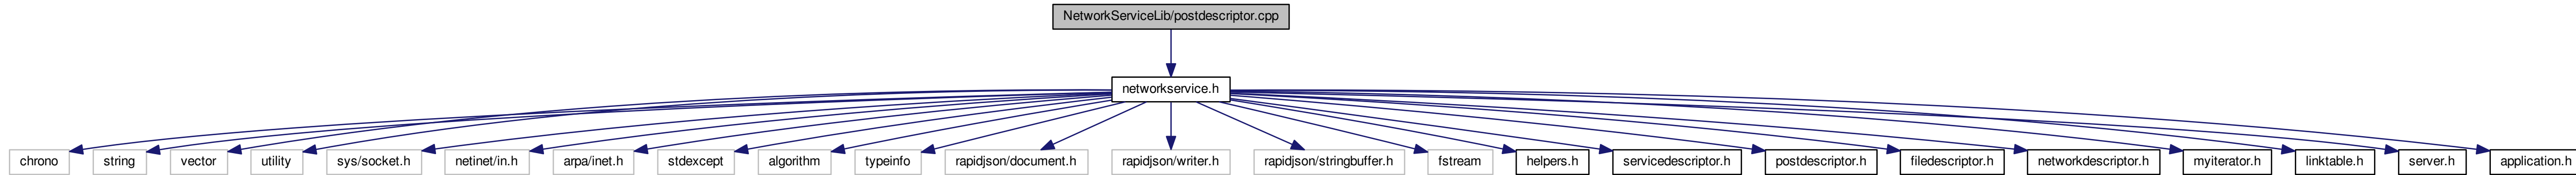 NetworkServiceLib/postdescriptor.cpp
networkservice.h
chrono
string
vector
utility
sys/socket.h
netinet/in.h
arpa/inet.h
stdexcept
algorithm
typeinfo
rapidjson/document.h
rapidjson/writer.h
rapidjson/stringbuffer.h
fstream
helpers.h
servicedescriptor.h
postdescriptor.h
filedescriptor.h
networkdescriptor.h
myiterator.h
linktable.h
server.h
application.h